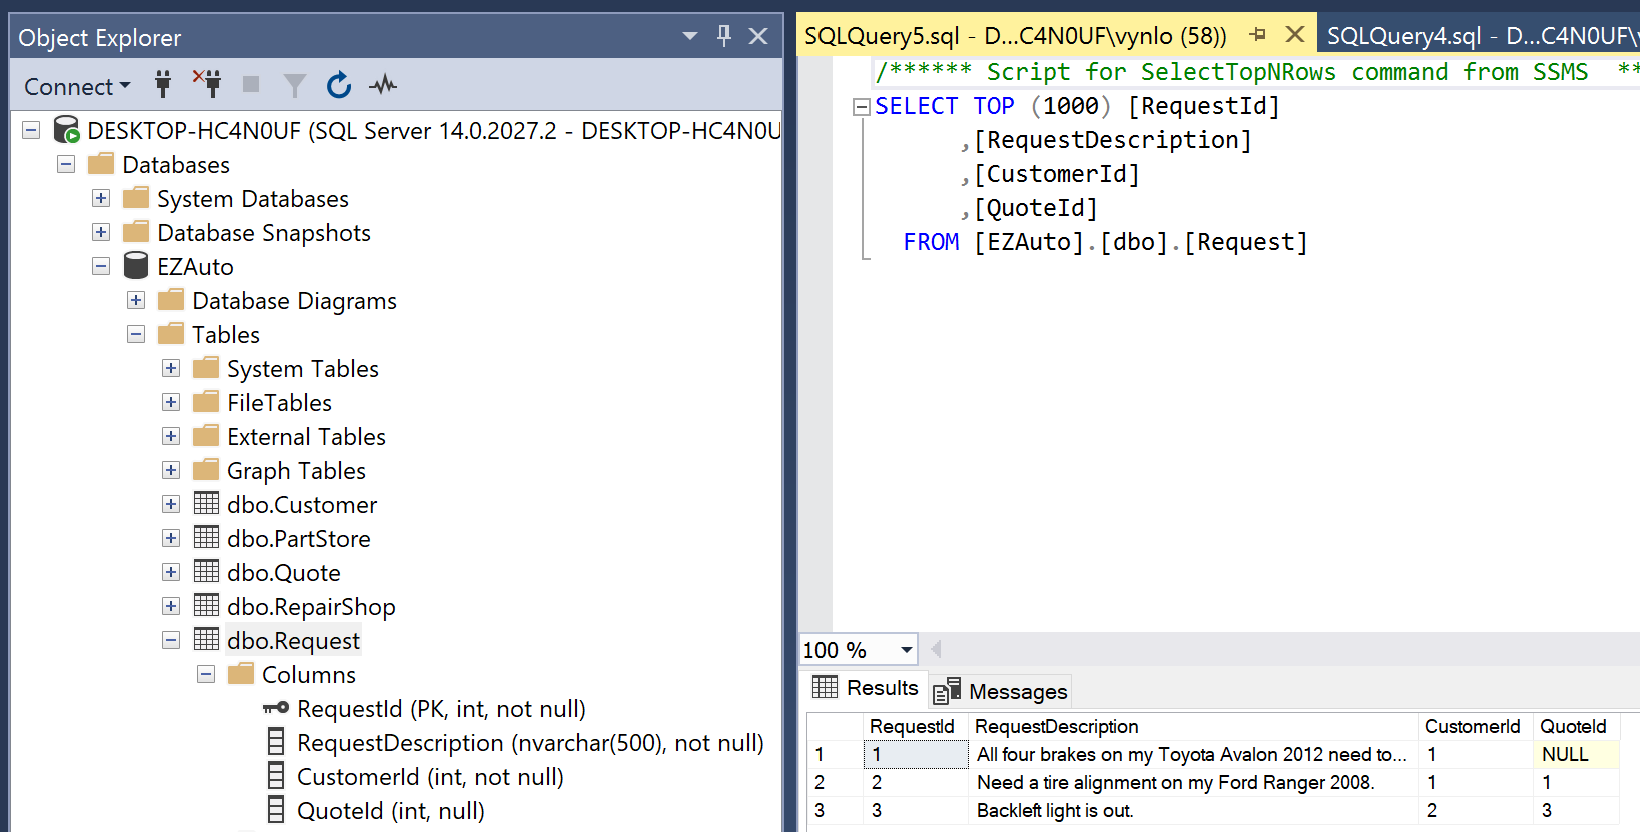 Object Explorer
Connect
DESKTOP-HC4N0UF (SQL Server 14.0.2027.2 - DESKTOP-HC4N0U
Databases
System Databases
Database Snapshots
EZAuto
Database Diagrams
Tables
System Tables
FileTables
External Tables
Graph Tables
dbo.Customer
dbo.PartStore
dbo.Quote
dbo.RepairShop
dbo.Request
Columns
RequestId (PK, int, not null)
RequestDescription (nvarchar(500), not null)
CustomerId (int, not null)
QuoteId (int, null)
SQLQuery5.sql - D...C4N0UF\vynlo (58)) SQLQuery4.sql - D...C4N0UF\
/****** Script for SelectTopNRows command from SSMS **
SELECT TOP (1000) [RequestId]
,[RequestDescription]
,[CustomerId]
,[QuoteId]
FROM [EZAuto].[dbo].[Request]
100 %
Results Messages
RequestId RequestDescription CustomerId QuoteId
1 1 All four brakes on my Toyota Avalon 2012 need to... 1 NULL
2 2 Need a tire alignment on my Ford Ranger 2008. 1 1
3 3 Backleft light is out. 2 3